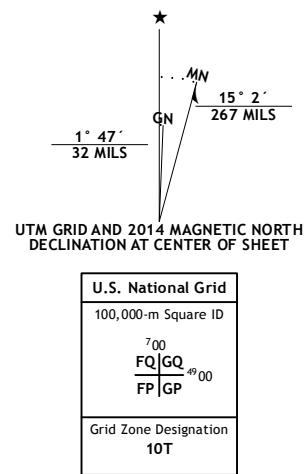 ★
MN
GN
15° 2´
267 MILS
1° 47´
32 MILS
UTM GRID AND 2014 MAGNETIC NORTH
DECLINATION AT CENTER OF SHEET
U.S. National Grid
100,000-m Square ID
⁷00
FQ GQ
⁴⁹00
FP GP
Grid Zone Designation
10T